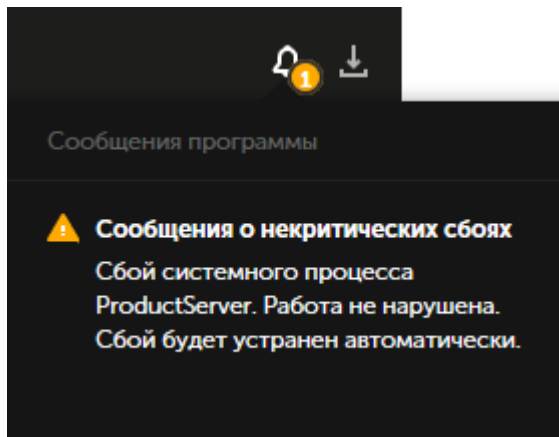 1
Сообщения программы
Сообщения о некритических сбоях
Сбой системного процесса
ProductServer. Работа не нарушена.
Сбой будет устранен автоматически.